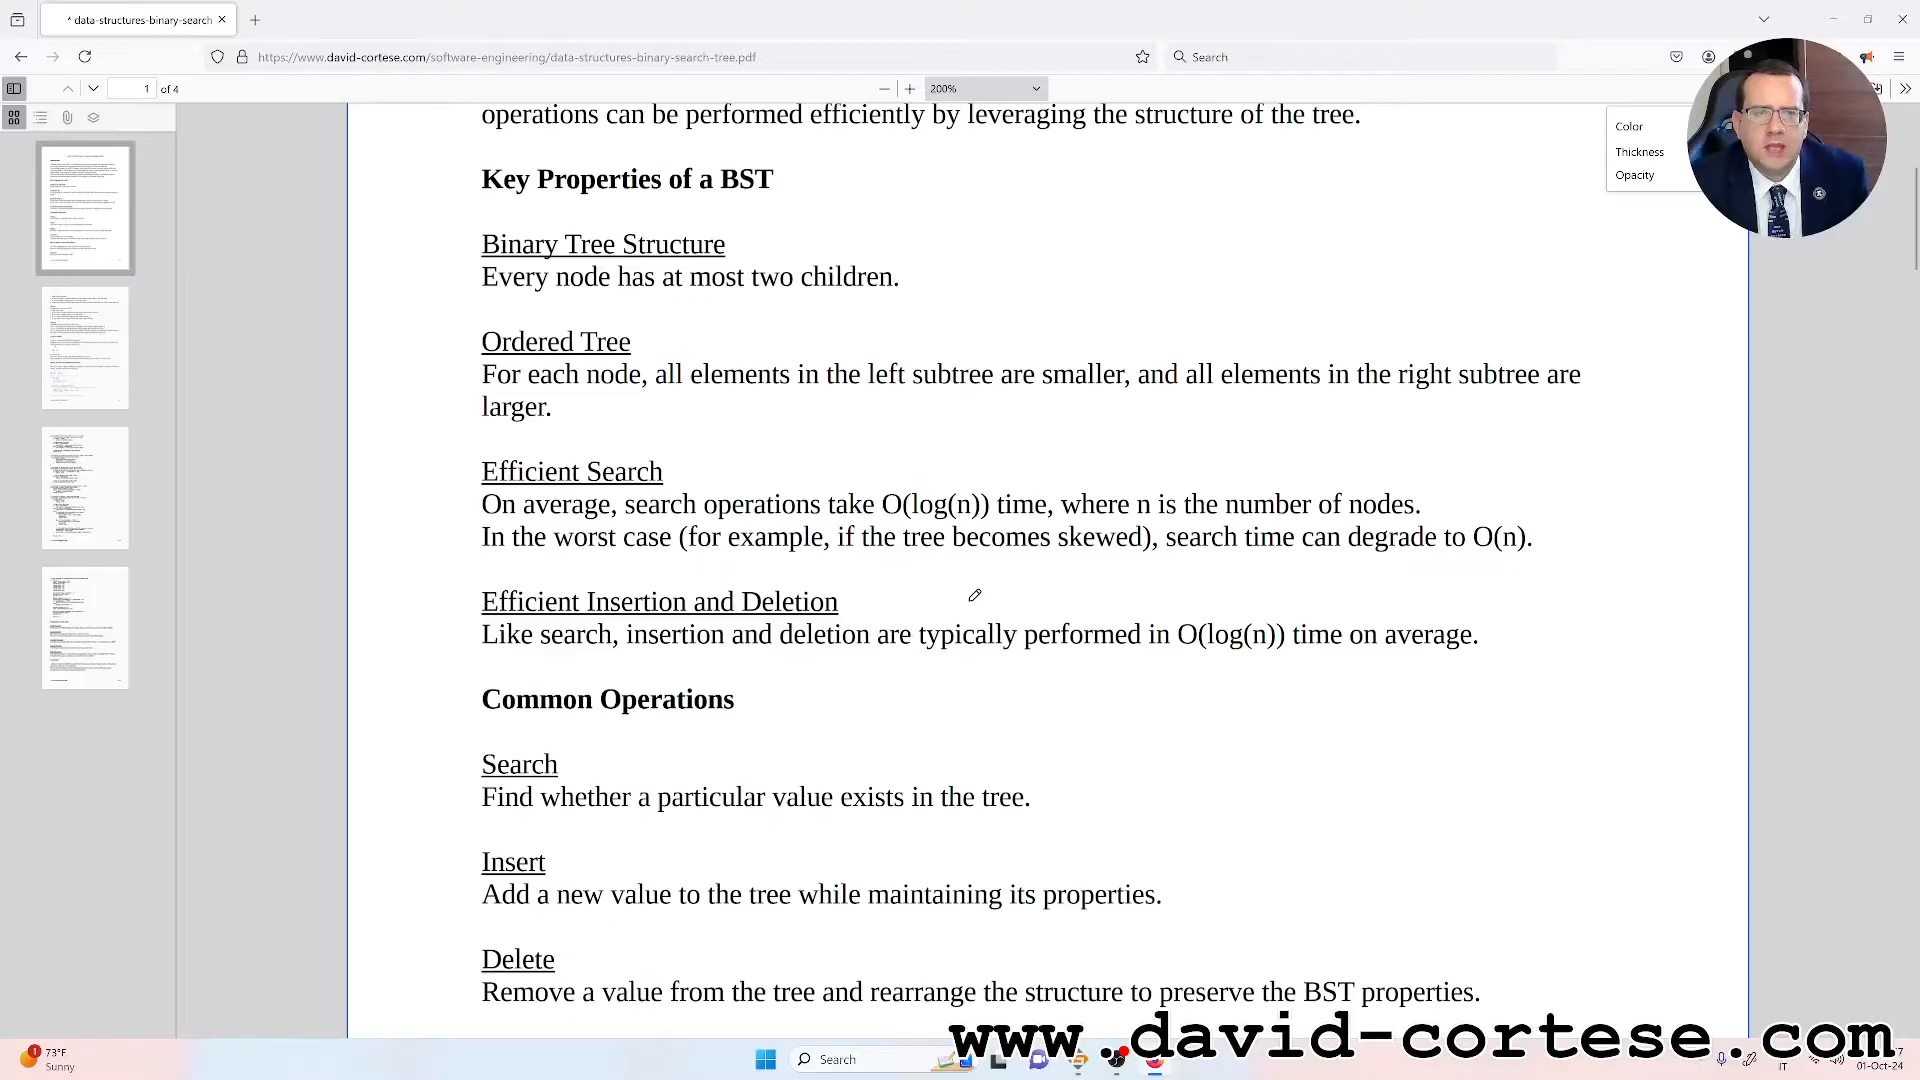 * data-structures-binary-search
https://www.david-cortese.com/software-engineering/data-structures-binary-search-tree.pdf
Search
1 of 4
200%
Color
Thickness
Opacity
operations can be performed efficiently by leveraging the structure of the tree.
Key Properties of a BST
Binary Tree Structure
Every node has at most two children.
Ordered Tree
For each node, all elements in the left subtree are smaller, and all elements in the right subtree are
larger.
Efficient Search
On average, search operations take O(log(n)) time, where n is the number of nodes.
In the worst case (for example, if the tree becomes skewed), search time can degrade to O(n).
Efficient Insertion and Deletion
Like search, insertion and deletion are typically performed in O(log(n)) time on average.
Common Operations
Search
Find whether a particular value exists in the tree.
Insert
Add a new value to the tree while maintaining its properties.
Delete
Remove a value from the tree and rearrange the structure to preserve the BST properties.
www.david-cortese.com
1
73°F
Sunny
Search
IT
01-Oct-24